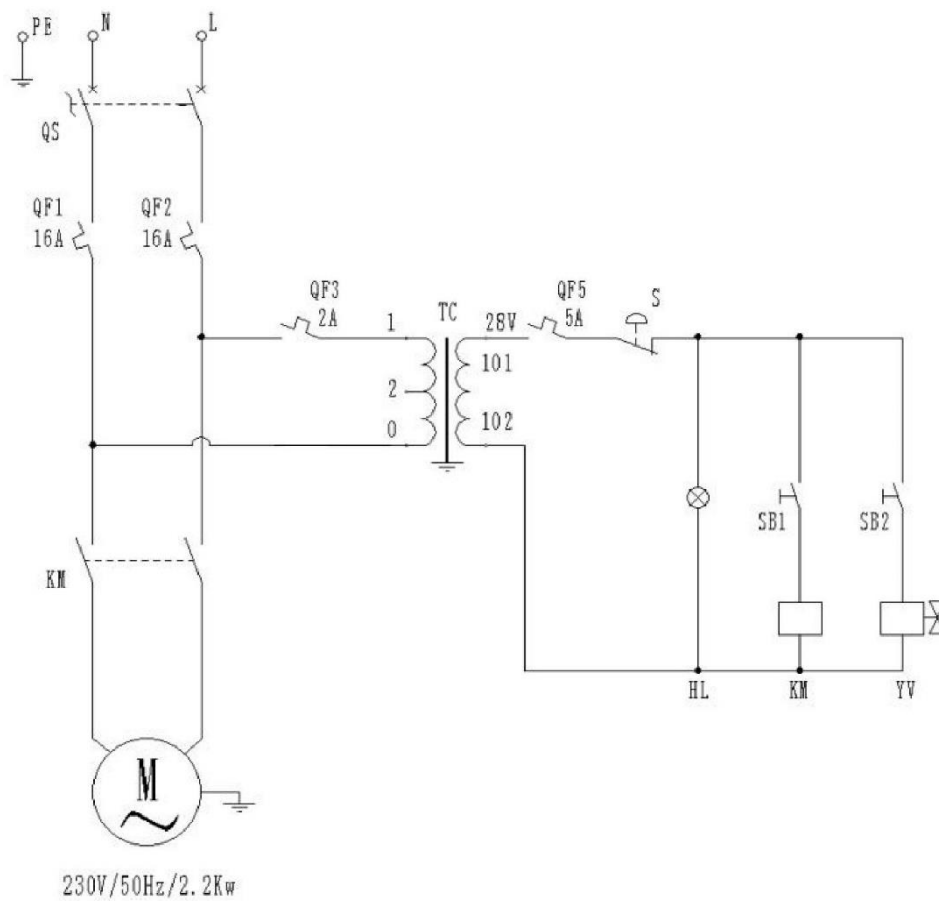 PE
N
L
QS
QF1
16A
QF2
16A
QF3
2A
1
TC
28V
QF5
5A
S
101
2
102
0
SB1
SB2
KM
HL
KM
YV
M
230V/50Hz/2.2Kw